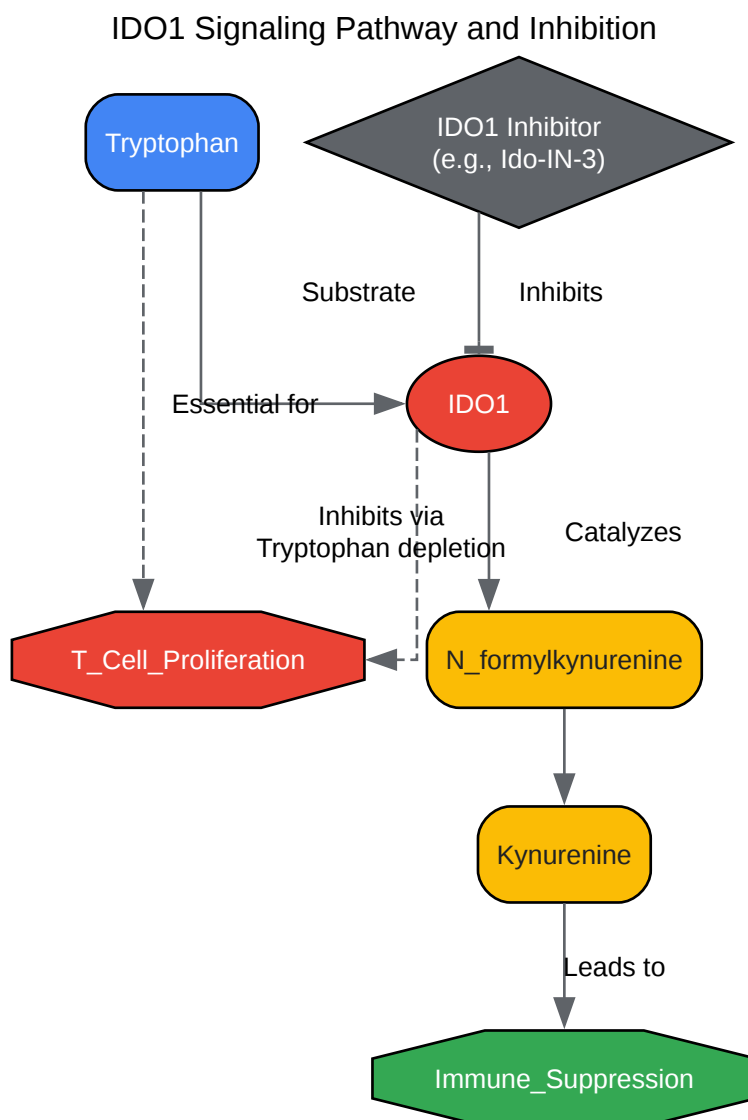 IDO1 Signaling Pathway and Inhibition
Tryptophan
IDO1 Inhibitor
(e.g., Ido-IN-3)
Substrate
Inhibits
Essential for
IDO1
Inhibits via
Tryptophan depletion
Catalyzes
T_Cell_Proliferation
N_formylkynurenine
Kynurenine
Leads to
Immune_Suppression